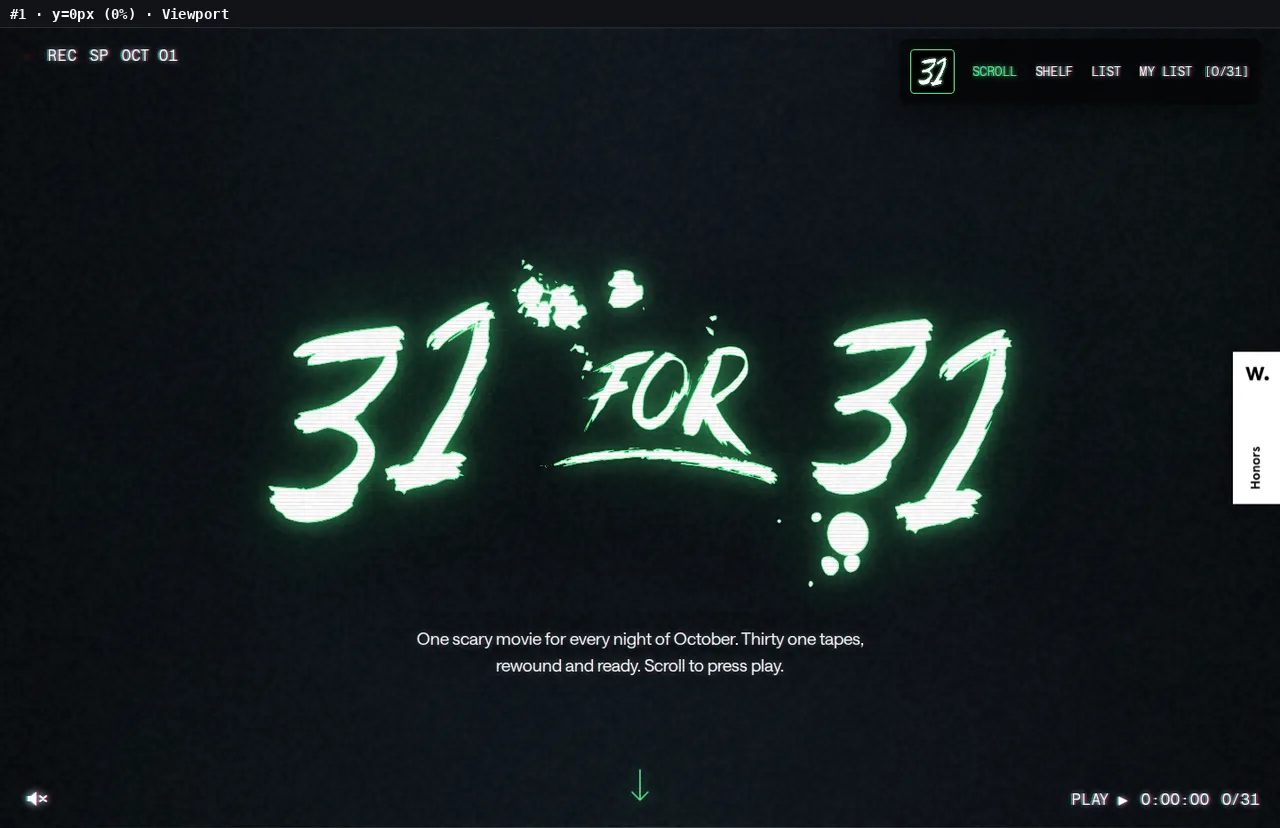 #1 · y=0px (0%) · Viewport
REC SP OCT 01
31 SCROLL SHELF LIST MY LIST [0/31]
31 FOR 31
W.
Honors
One scary movie for every night of October. Thirty one tapes,
rewound and ready. Scroll to press play.
PLAY ► 0:00:00 0/31